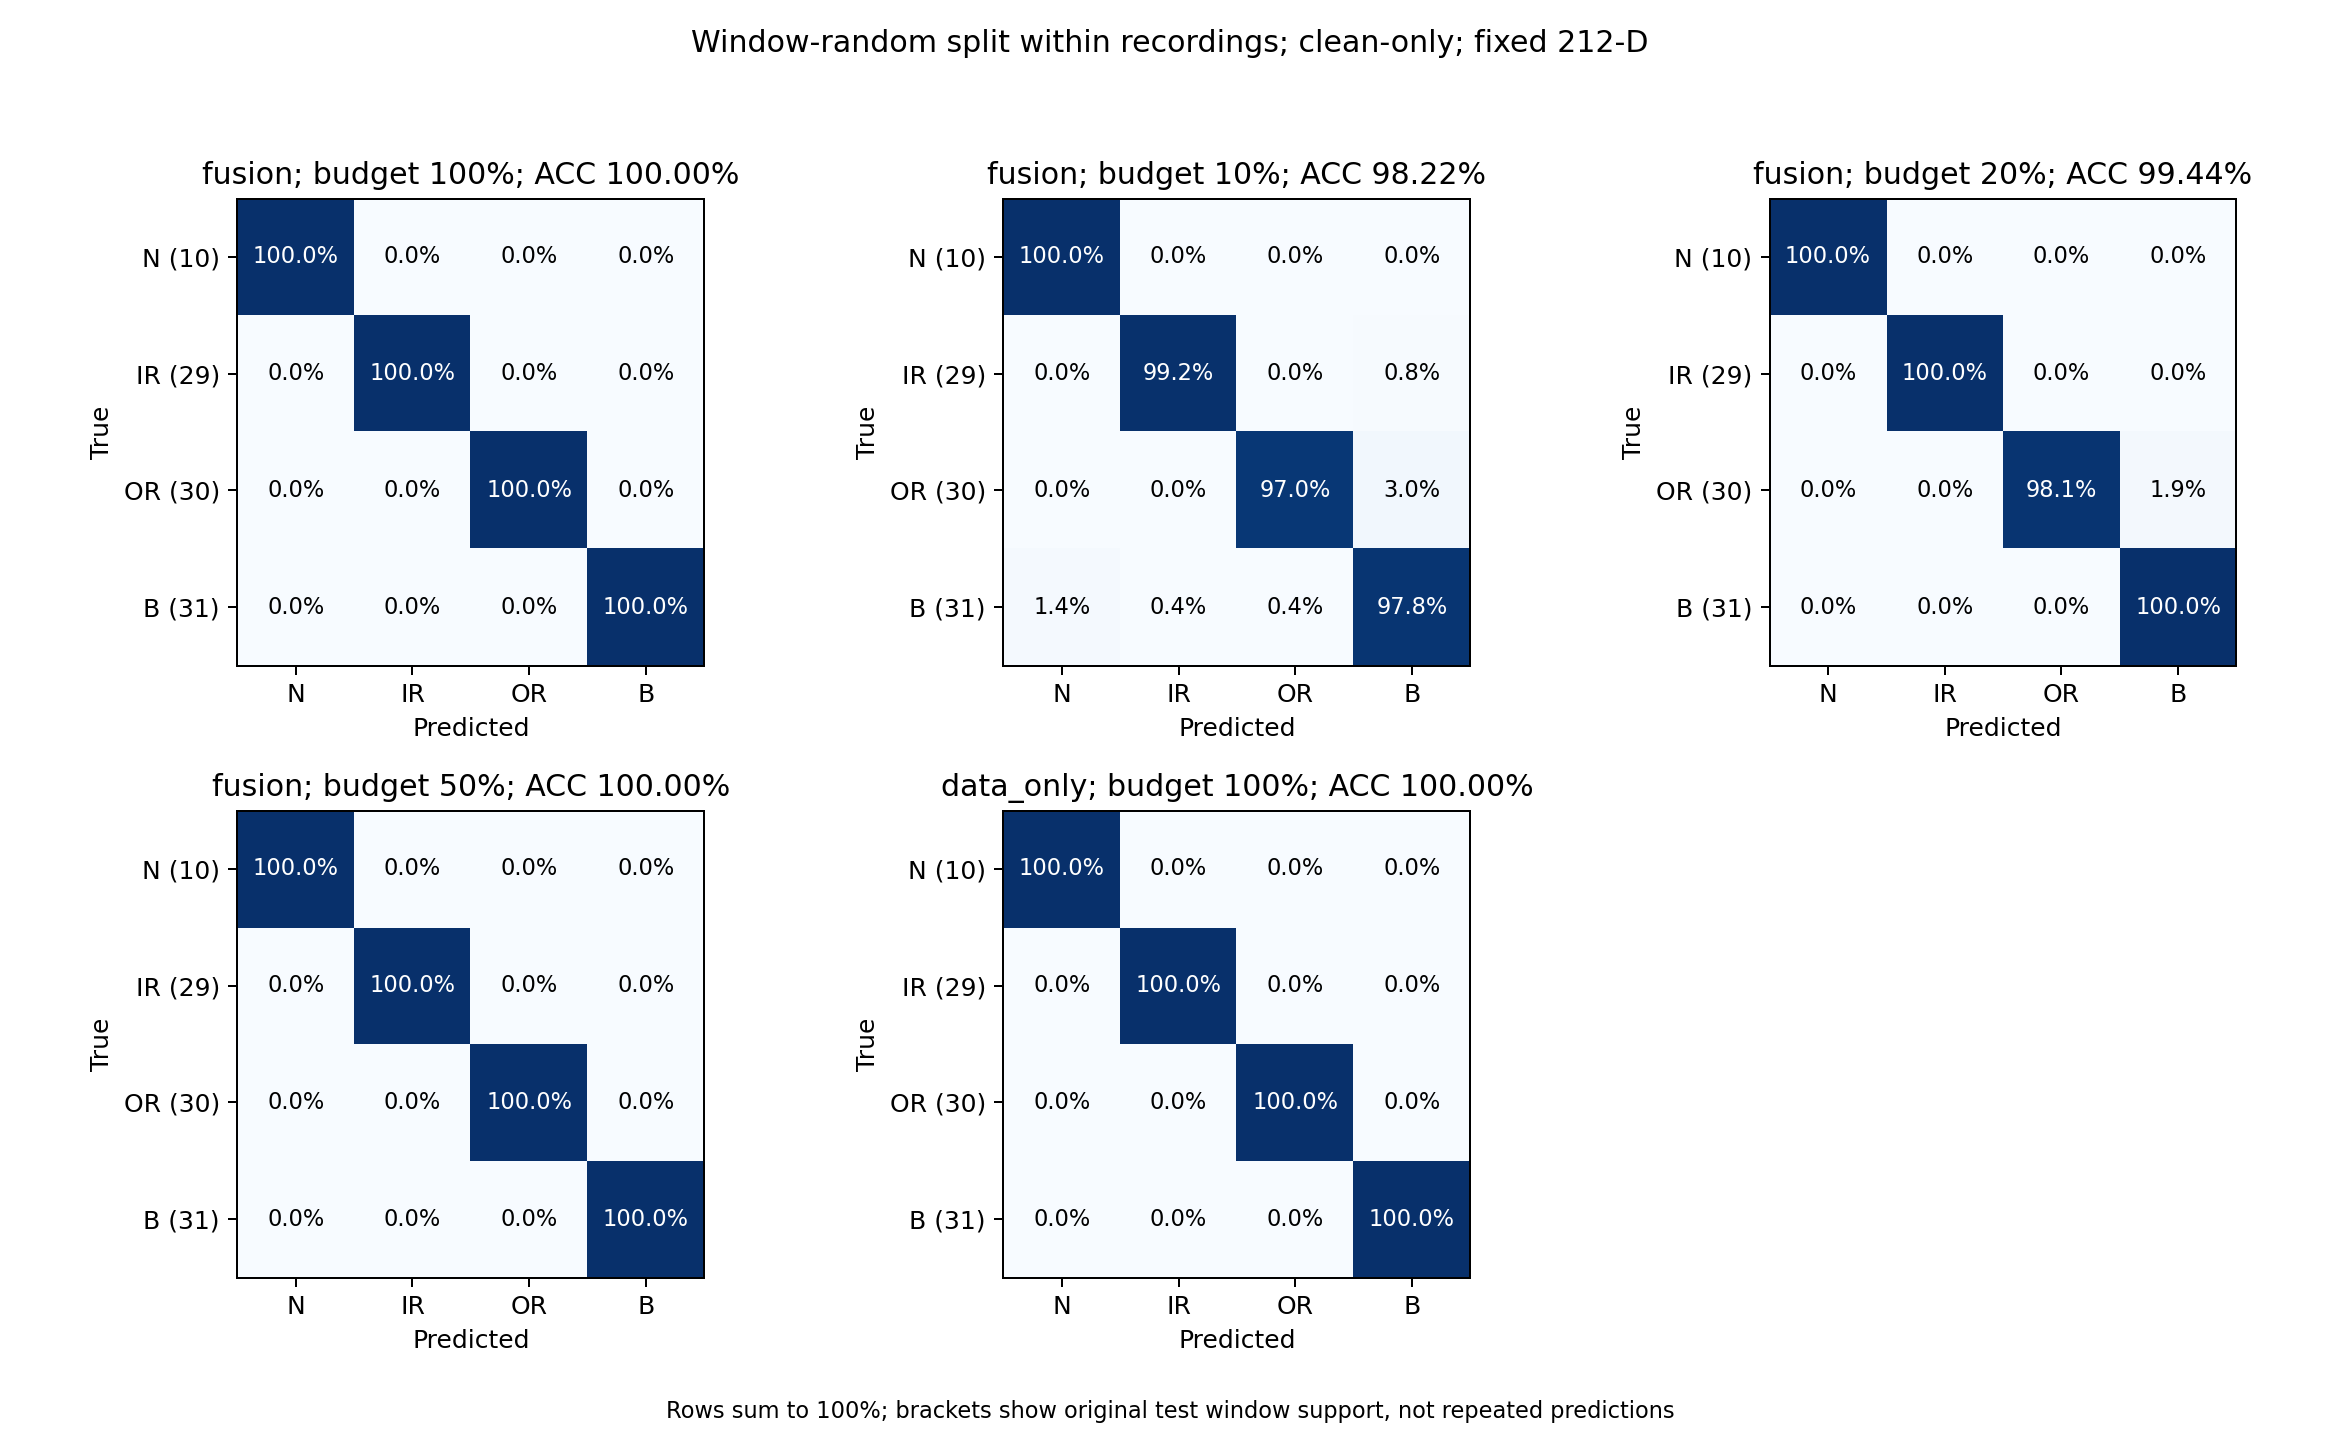 Window-random split within recordings; clean-only; fixed 212-D
fusion; budget 100%; ACC 100.00%
N (10) 100.0% 0.0% 0.0% 0.0%
IR (29) 0.0% 100.0% 0.0% 0.0%
OR (30) 0.0% 0.0% 100.0% 0.0%
B (31) 0.0% 0.0% 0.0% 100.0%
N IR OR B
Predicted
True
fusion; budget 10%; ACC 98.22%
N (10) 100.0% 0.0% 0.0% 0.0%
IR (29) 0.0% 99.2% 0.0% 0.8%
OR (30) 0.0% 0.0% 97.0% 3.0%
B (31) 1.4% 0.4% 0.4% 97.8%
N IR OR B
Predicted
True
fusion; budget 20%; ACC 99.44%
N (10) 100.0% 0.0% 0.0% 0.0%
IR (29) 0.0% 100.0% 0.0% 0.0%
OR (30) 0.0% 0.0% 98.1% 1.9%
B (31) 0.0% 0.0% 0.0% 100.0%
N IR OR B
Predicted
True
fusion; budget 50%; ACC 100.00%
N (10) 100.0% 0.0% 0.0% 0.0%
IR (29) 0.0% 100.0% 0.0% 0.0%
OR (30) 0.0% 0.0% 100.0% 0.0%
B (31) 0.0% 0.0% 0.0% 100.0%
N IR OR B
Predicted
True
data_only; budget 100%; ACC 100.00%
N (10) 100.0% 0.0% 0.0% 0.0%
IR (29) 0.0% 100.0% 0.0% 0.0%
OR (30) 0.0% 0.0% 100.0% 0.0%
B (31) 0.0% 0.0% 0.0% 100.0%
N IR OR B
Predicted
True
Rows sum to 100%; brackets show original test window support, not repeated predictions